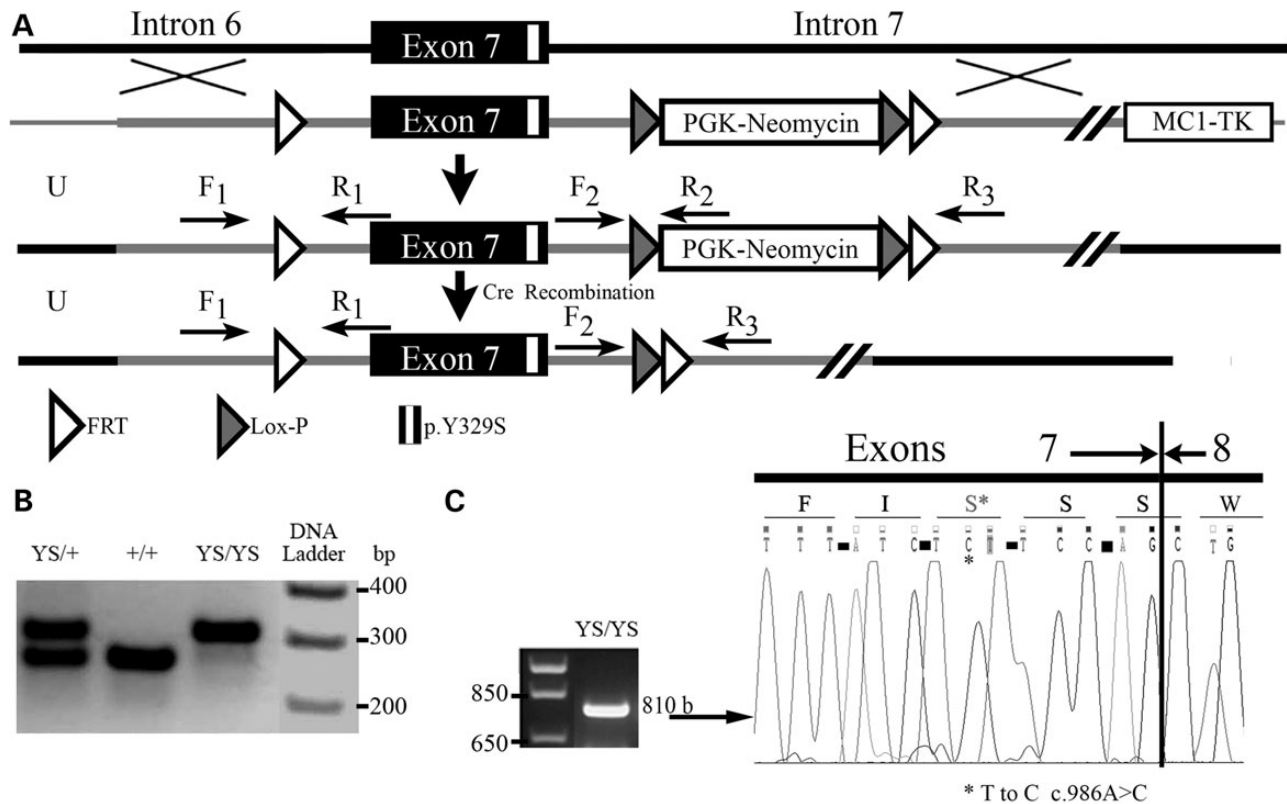 A
Intron 6
Exon 7
Intron 7
Exon 7
PGK-Neomycin
MC1-TK
U
F1
R1
F2
R2
R3
Exon 7
PGK-Neomycin
Cre Recombination
U
F1
R1
F2
R3
Exon 7
FRT
Lox-P
p.Y329S
B
YS/+
+/+
YS/YS
DNA Ladder
bp
400
300
200
C
YS/YS
850
650
810 b
Exons 7 8
F I S* S S W
T T T A T C T C T T C C A G C T G
*
* T to C c.986A>C